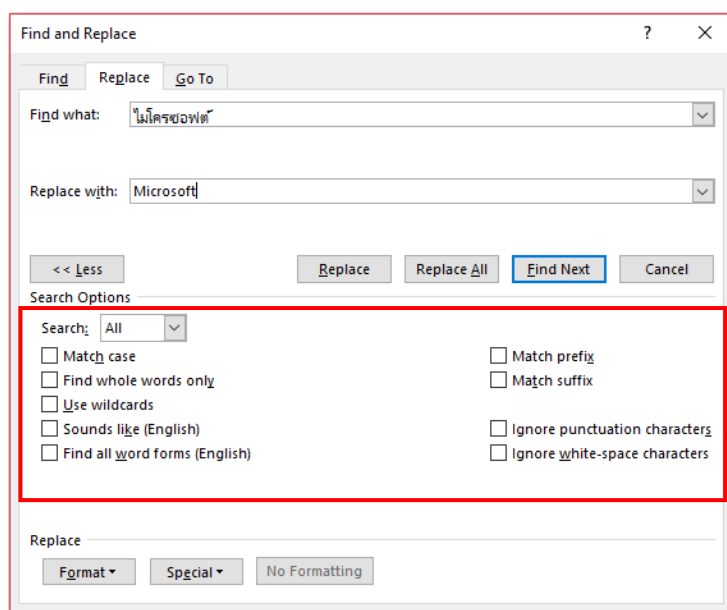 Find and Replace ? ×
Find Replace Go To
Find what: ไมโครซอฟต์
Replace with: Microsoft
<< Less Replace Replace All Find Next Cancel
Search Options
Search: All
Match case Match prefix
Find whole words only Match suffix
Use wildcards
Sounds like (English) Ignore punctuation characters
Find all word forms (English) Ignore white-space characters
Replace
Format Special No Formatting